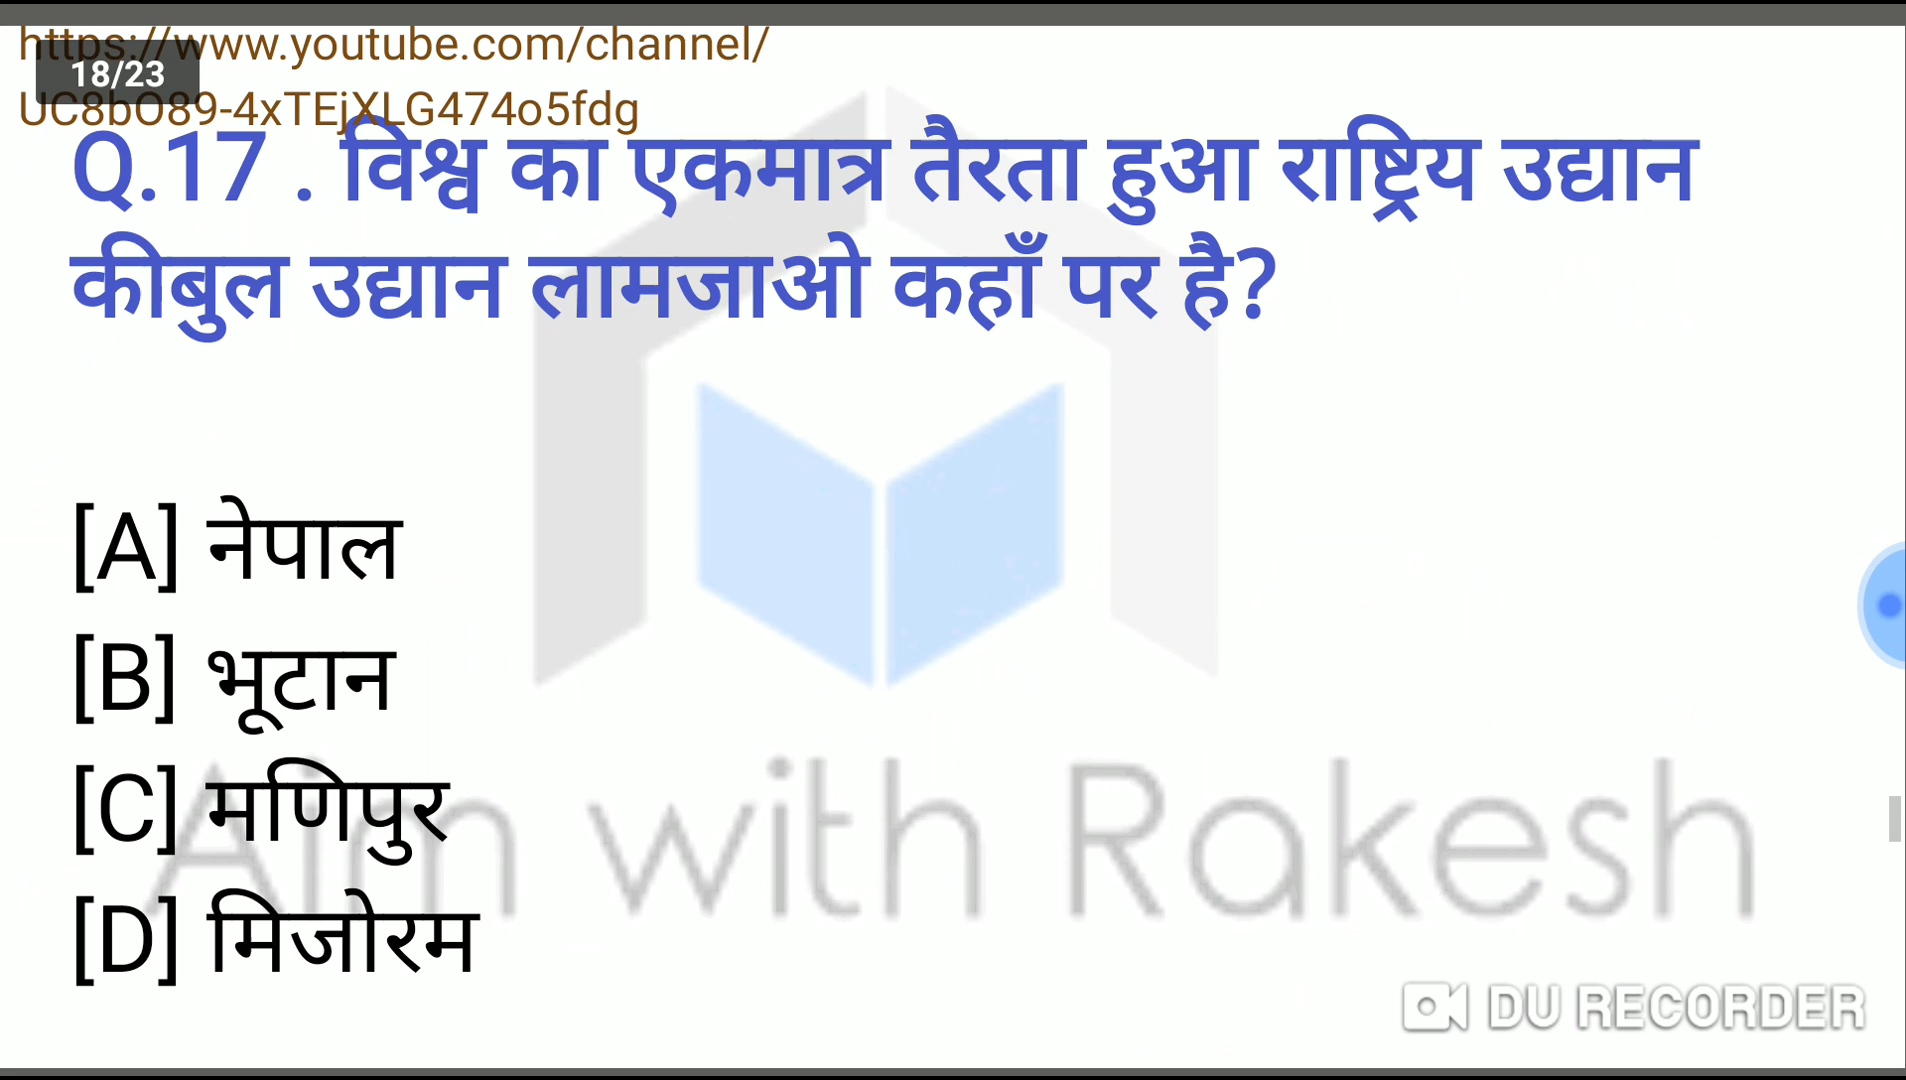 https://www.youtube.com/channel/
18/23
UC8bO89-4xTEjXLG474o5fdg
Q.17 . विश्व का एकमात्र तैरता हुआ राष्ट्रिय उद्यान
कीबुल उद्यान लामजाओ कहाँ पर है?
[A] नेपाल
[B] भूटान
[C] मणिपुर
[D] मिजोरम
Aim with Rakesh
DU RECORDER